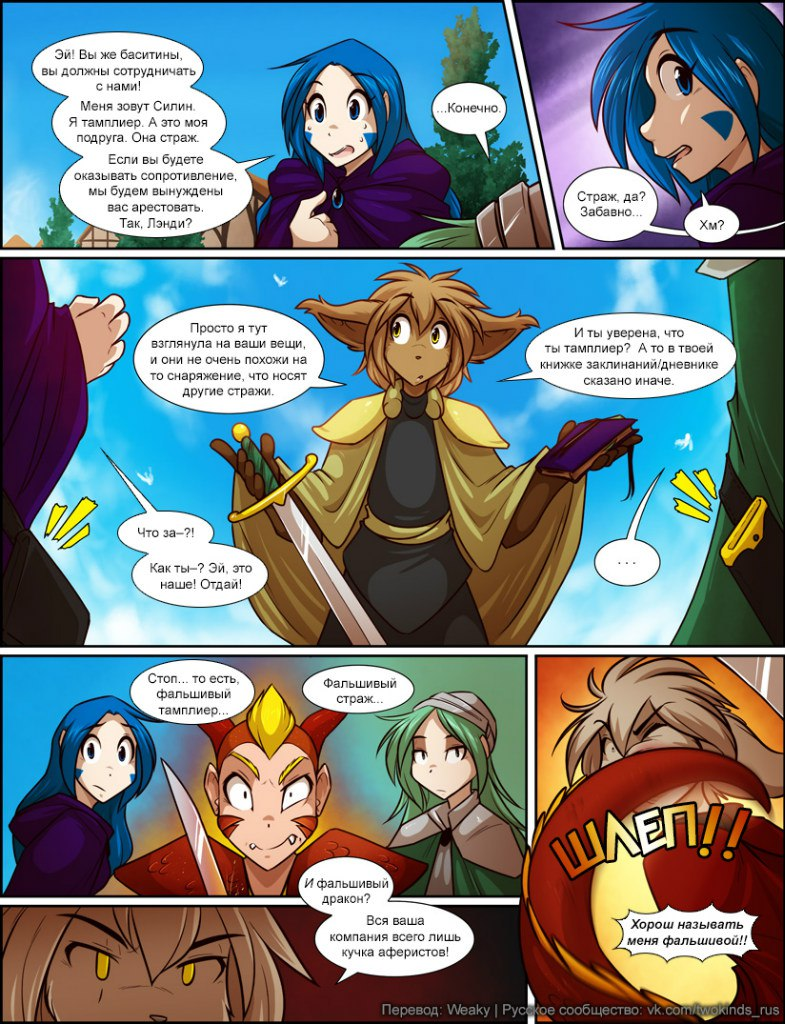 Эй! Вы же баситины,
вы должны сотрудничать
с нами!
Меня зовут Силин.
Я тамплиер. А это моя
подруга. Она страж.
Если вы будете
оказывать сопротивление,
мы будем вынуждены
вас арестовать.
Так, Лэнди?
...Конечно.
Страж, да?
Забавно...
Хм?
Просто я тут
взглянула на ваши вещи,
и они не очень похожи на
то снаряжение, что носят
другие стражи.
И ты уверена, что
ты тамплиер? А то в твоей
книжке заклинаний/дневнике
сказано иначе.
Что за–?!
Как ты–? Эй, это
наше! Отдай!
. . .
Стоп... то есть,
фальшивый
тамплиер...
Фальшивый
страж...
И фальшивый
дракон?
Вся ваша
компания всего лишь
кучка аферистов!
ШЛЕП!!
Хорош называть
меня фальшивой!!
Перевод: Weaky | Русское сообщество: vk.com/twokinds_rus